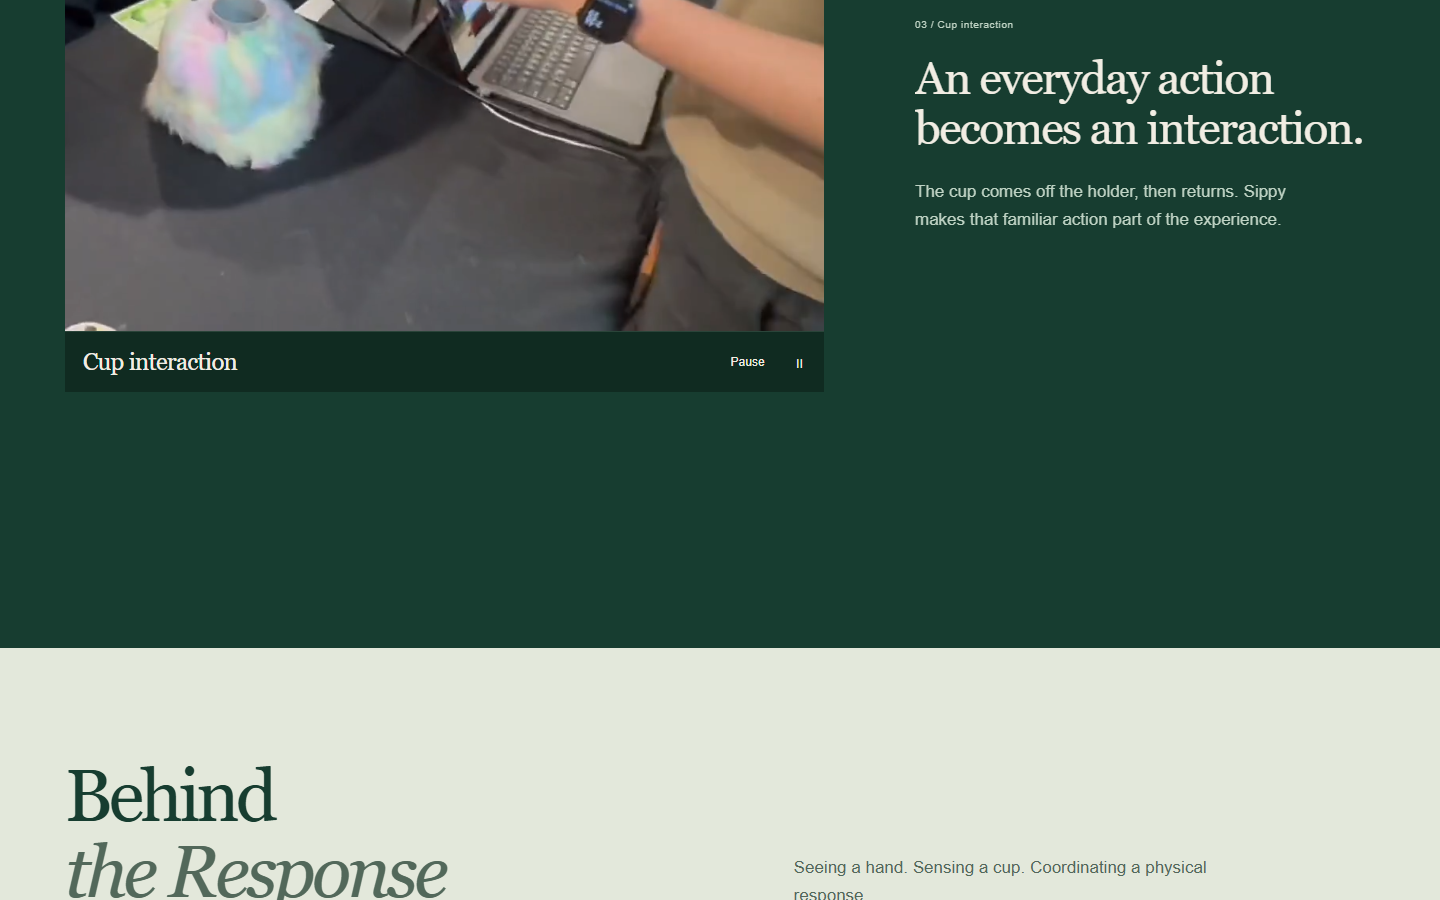 03 / Cup interaction
An everyday action
becomes an interaction.
The cup comes off the holder, then returns. Sippy
makes that familiar action part of the experience.
Cup interaction
Pause
Behind
the Response
Seeing a hand. Sensing a cup. Coordinating a physical
response